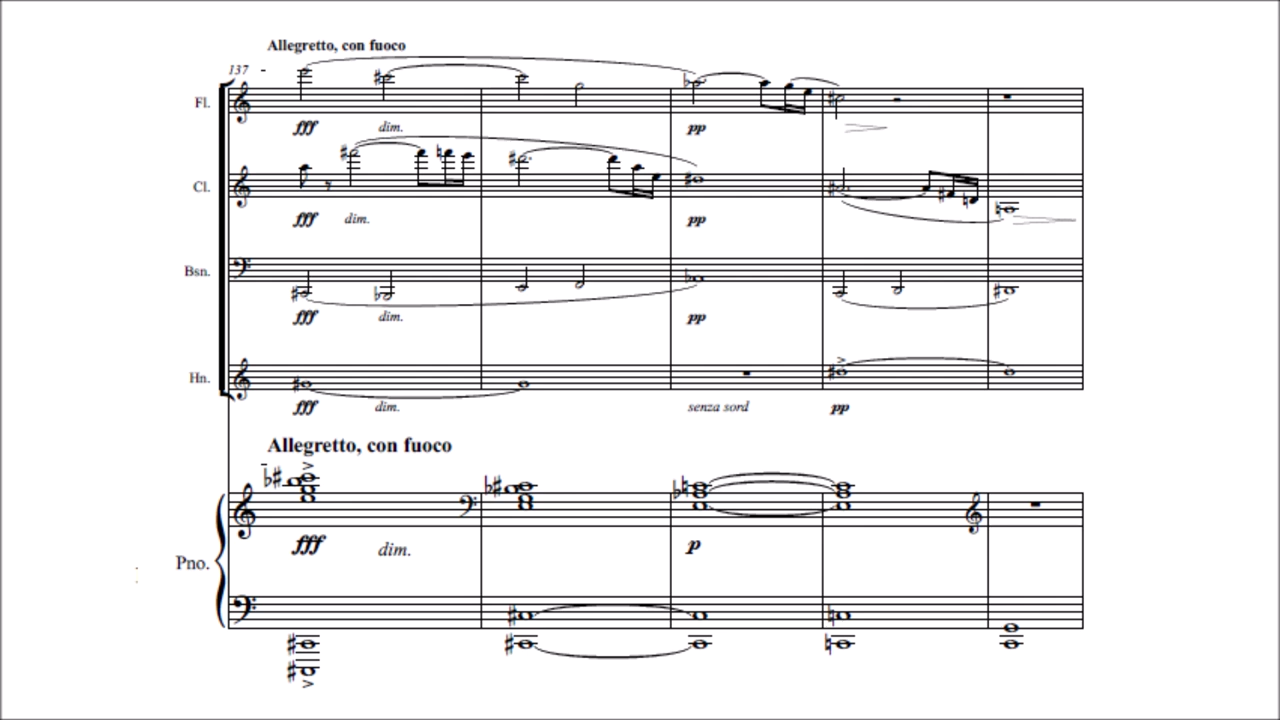 Allegretto, con fuoco
137
Fl.
fff dim. pp
Cl.
fff dim. pp
Bsn.
fff dim. pp
Hn.
fff dim. senza sord pp
Allegretto, con fuoco
Pno.
fff dim. p